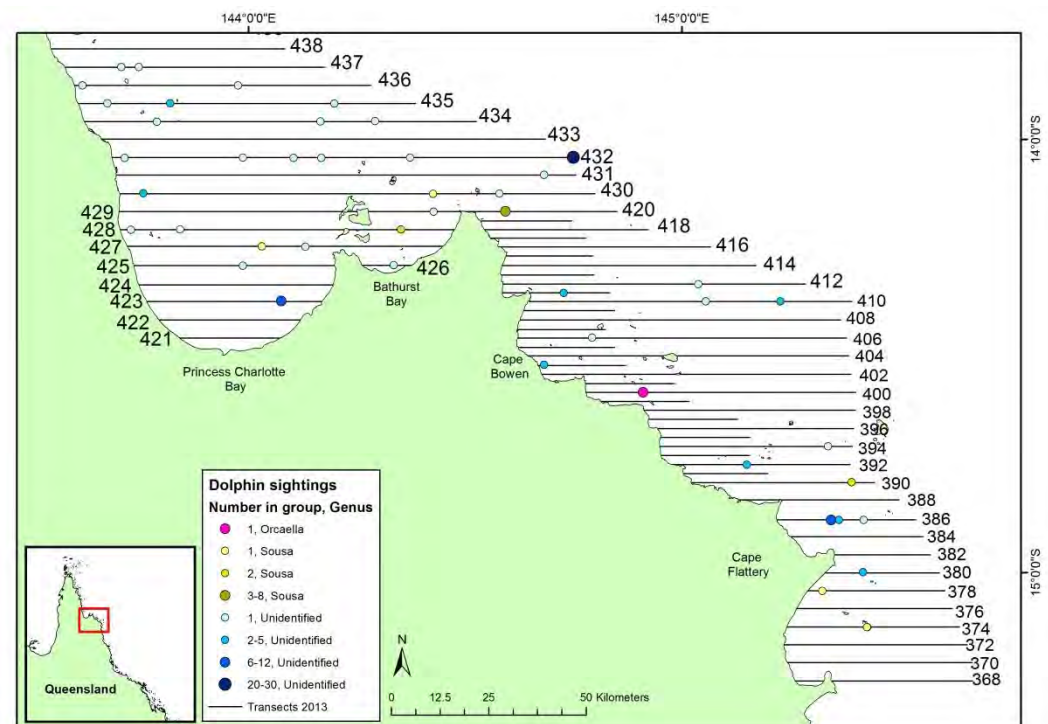 144°0'0"E
145°0'0"E
438
437
436
435
434
433
14°0'0"S
432
431
430
429
420
428
418
427
416
425
426
414
424
412
423
410
Bathurst
Bay
422
408
421
406
Princess Charlotte
Bay
Cape
Bowen
404
402
400
398
396
394
392
390
388
386
384
Cape
Flattery
382
380
15°0'0"S
378
376
374
372
370
368
Dolphin sightings
Number in group, Genus
1, Orcaella
1, Sousa
2, Sousa
3-8, Sousa
1, Unidentified
2-5, Unidentified
6-12, Unidentified
20-30, Unidentified
Transects 2013
Queensland
N
0 12.5 25 50 Kilometers